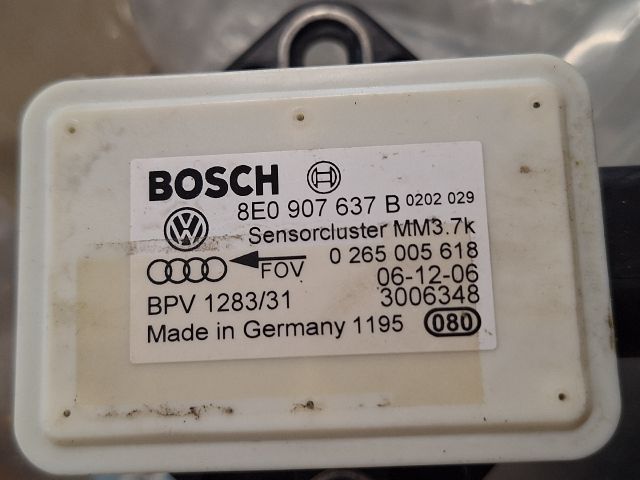 BOSCH
8E0 907 637 B 0202 029
Sensorcluster MM3.7k
FOV 0 265 005 618
06-12-06
BPV 1283/31 3006348
Made in Germany 1195 080